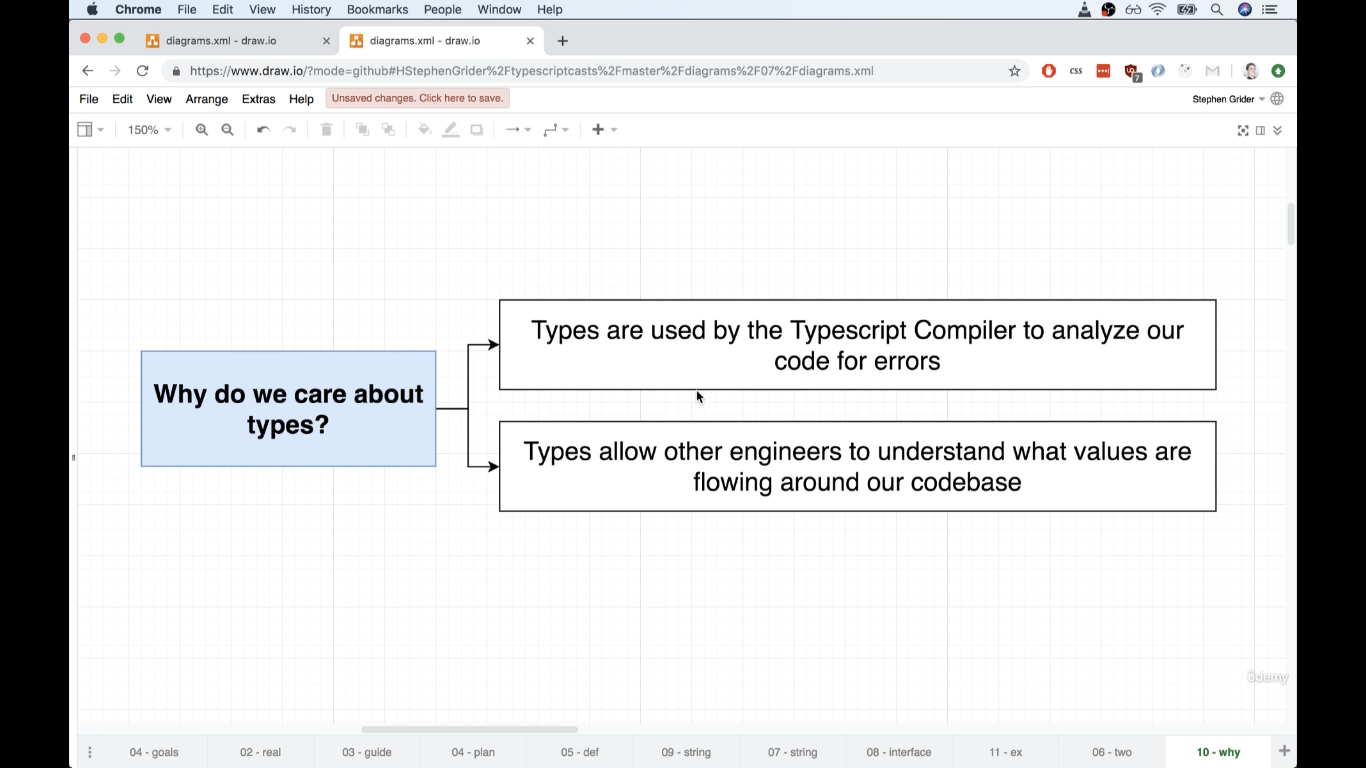 Chrome File Edit View History Bookmarks People Window Help
diagrams.xml - draw.io
diagrams.xml - draw.io
https://www.draw.io/?mode=github#HStephenGrider%2Ftypescriptcasts%2Fmaster%2Fdiagrams%2F07%2Fdiagrams.xml
css
7
File Edit View Arrange Extras Help Unsaved changes. Click here to save.
Stephen Grider
150%
Types are used by the Typescript Compiler to analyze our
code for errors
Why do we care about
types?
Types allow other engineers to understand what values are
flowing around our codebase
ûdemy
04 - goals 02 - real 03 - guide 04 - plan 05 - def 09 - string 07 - string 08 - interface 11 - ex 06 - two 10 - why